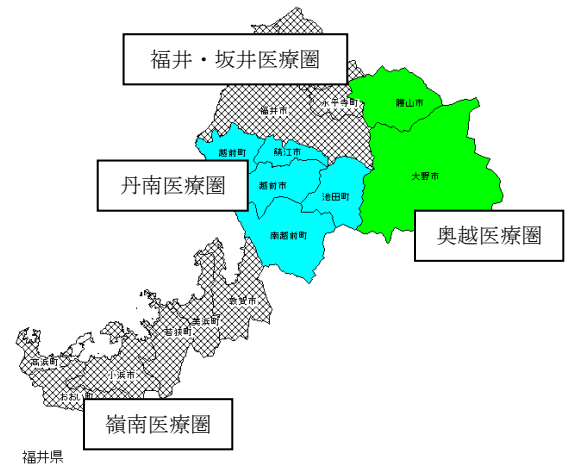 福井・坂井医療圏
永平寺町
勝山市
福井市
越前町
鯖江市
丹南医療圏
越前市
池田町
大野市
南越前町
奥越医療圏
敦賀市
美浜町
若狭町
高浜町
小浜市
おおい町
嶺南医療圏
福井県